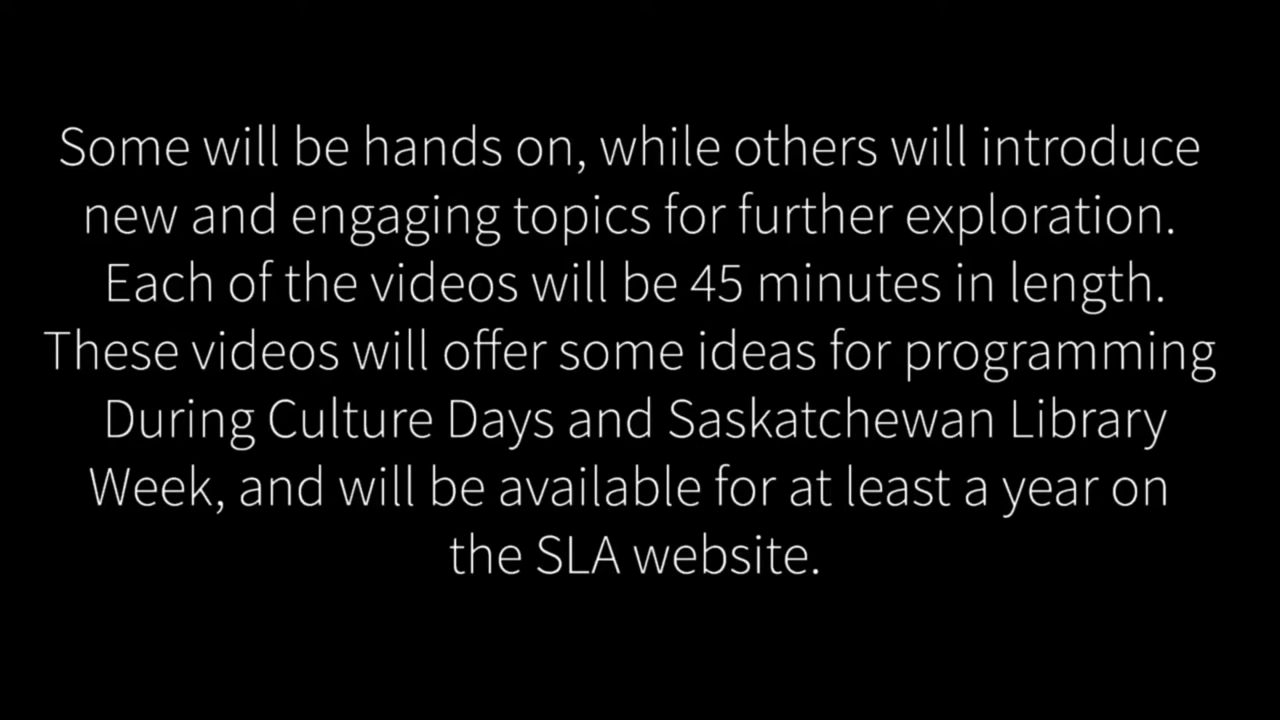 Some will be hands on, while others will introduce
new and engaging topics for further exploration.
Each of the videos will be 45 minutes in length.
These videos will offer some ideas for programming
During Culture Days and Saskatchewan Library
Week, and will be available for at least a year on
the SLA website.